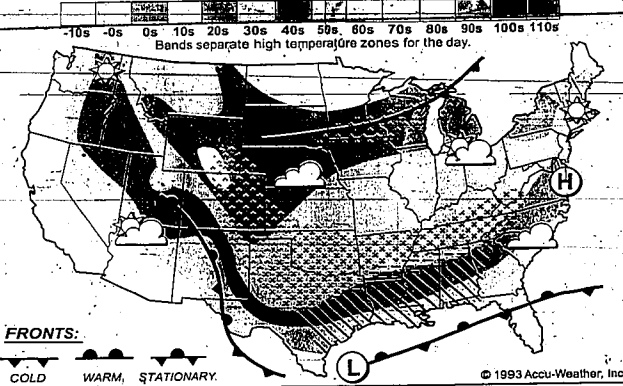 -10s -0s 0s 10s 20s 30s 40s 50s 60s 70s 80s 90s 100s 110s
Bands separate high temperature zones for the day.
H
FRONTS:
COLD WARM STATIONARY
L
© 1993 Accu-Weather, Inc